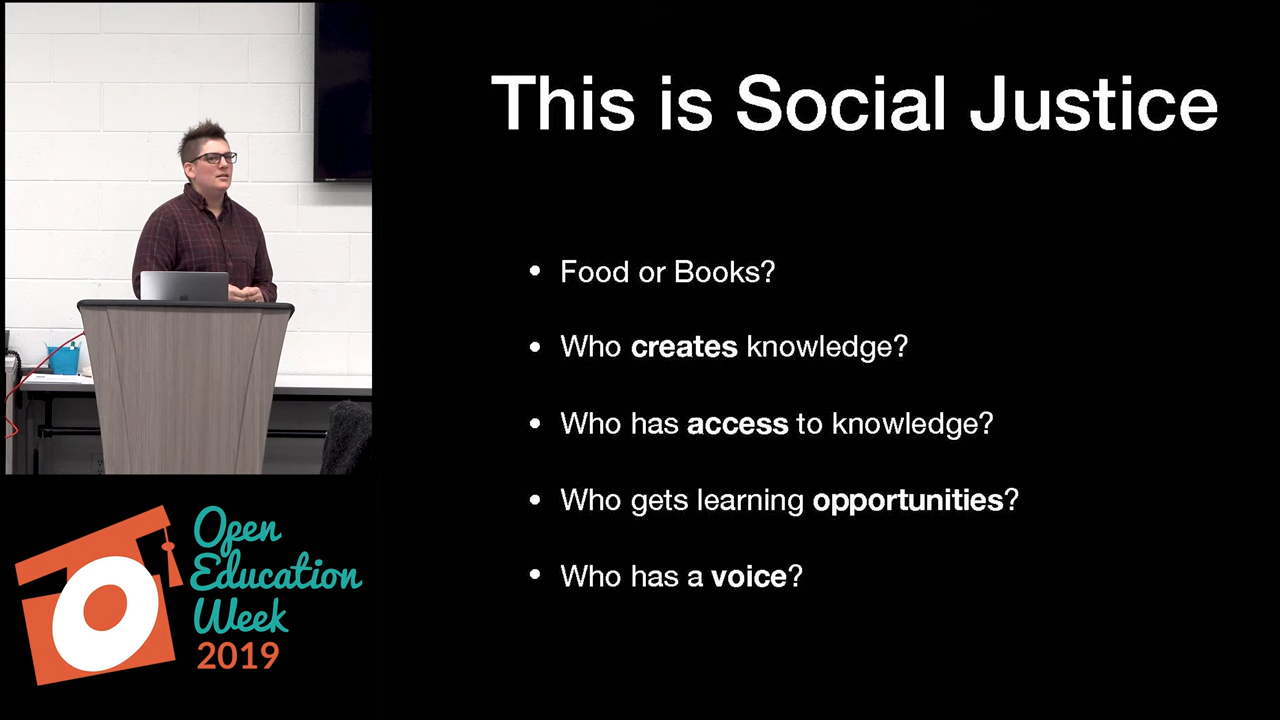 This is Social Justice
• Food or Books?
• Who creates knowledge?
• Who has access to knowledge?
• Who gets learning opportunities?
• Who has a voice?
Open
Education
Week
2019